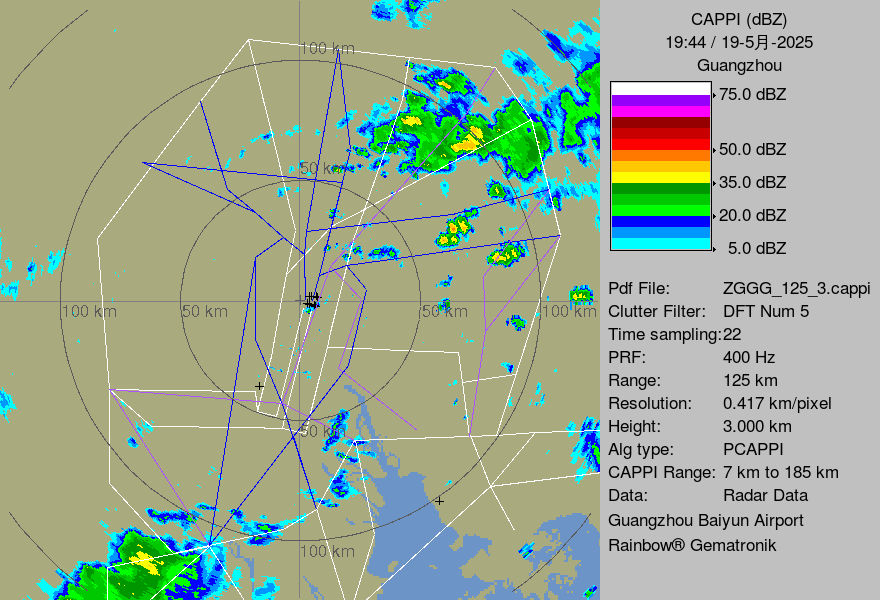 CAPPI (dBZ)
19:44 / 19-5月-2025
Guangzhou
75.0 dBZ
50.0 dBZ
35.0 dBZ
20.0 dBZ
5.0 dBZ
Pdf File: ZGGG_125_3.cappi
Clutter Filter: DFT Num 5
Time sampling:22
PRF: 400 Hz
Range: 125 km
Resolution: 0.417 km/pixel
Height: 3.000 km
Alg type: PCAPPI
CAPPI Range: 7 km to 185 km
Data: Radar Data
Guangzhou Baiyun Airport
Rainbow® Gematronik
100 km
50 km
100 km
50 km
50 km
100 km
50 km
100 km